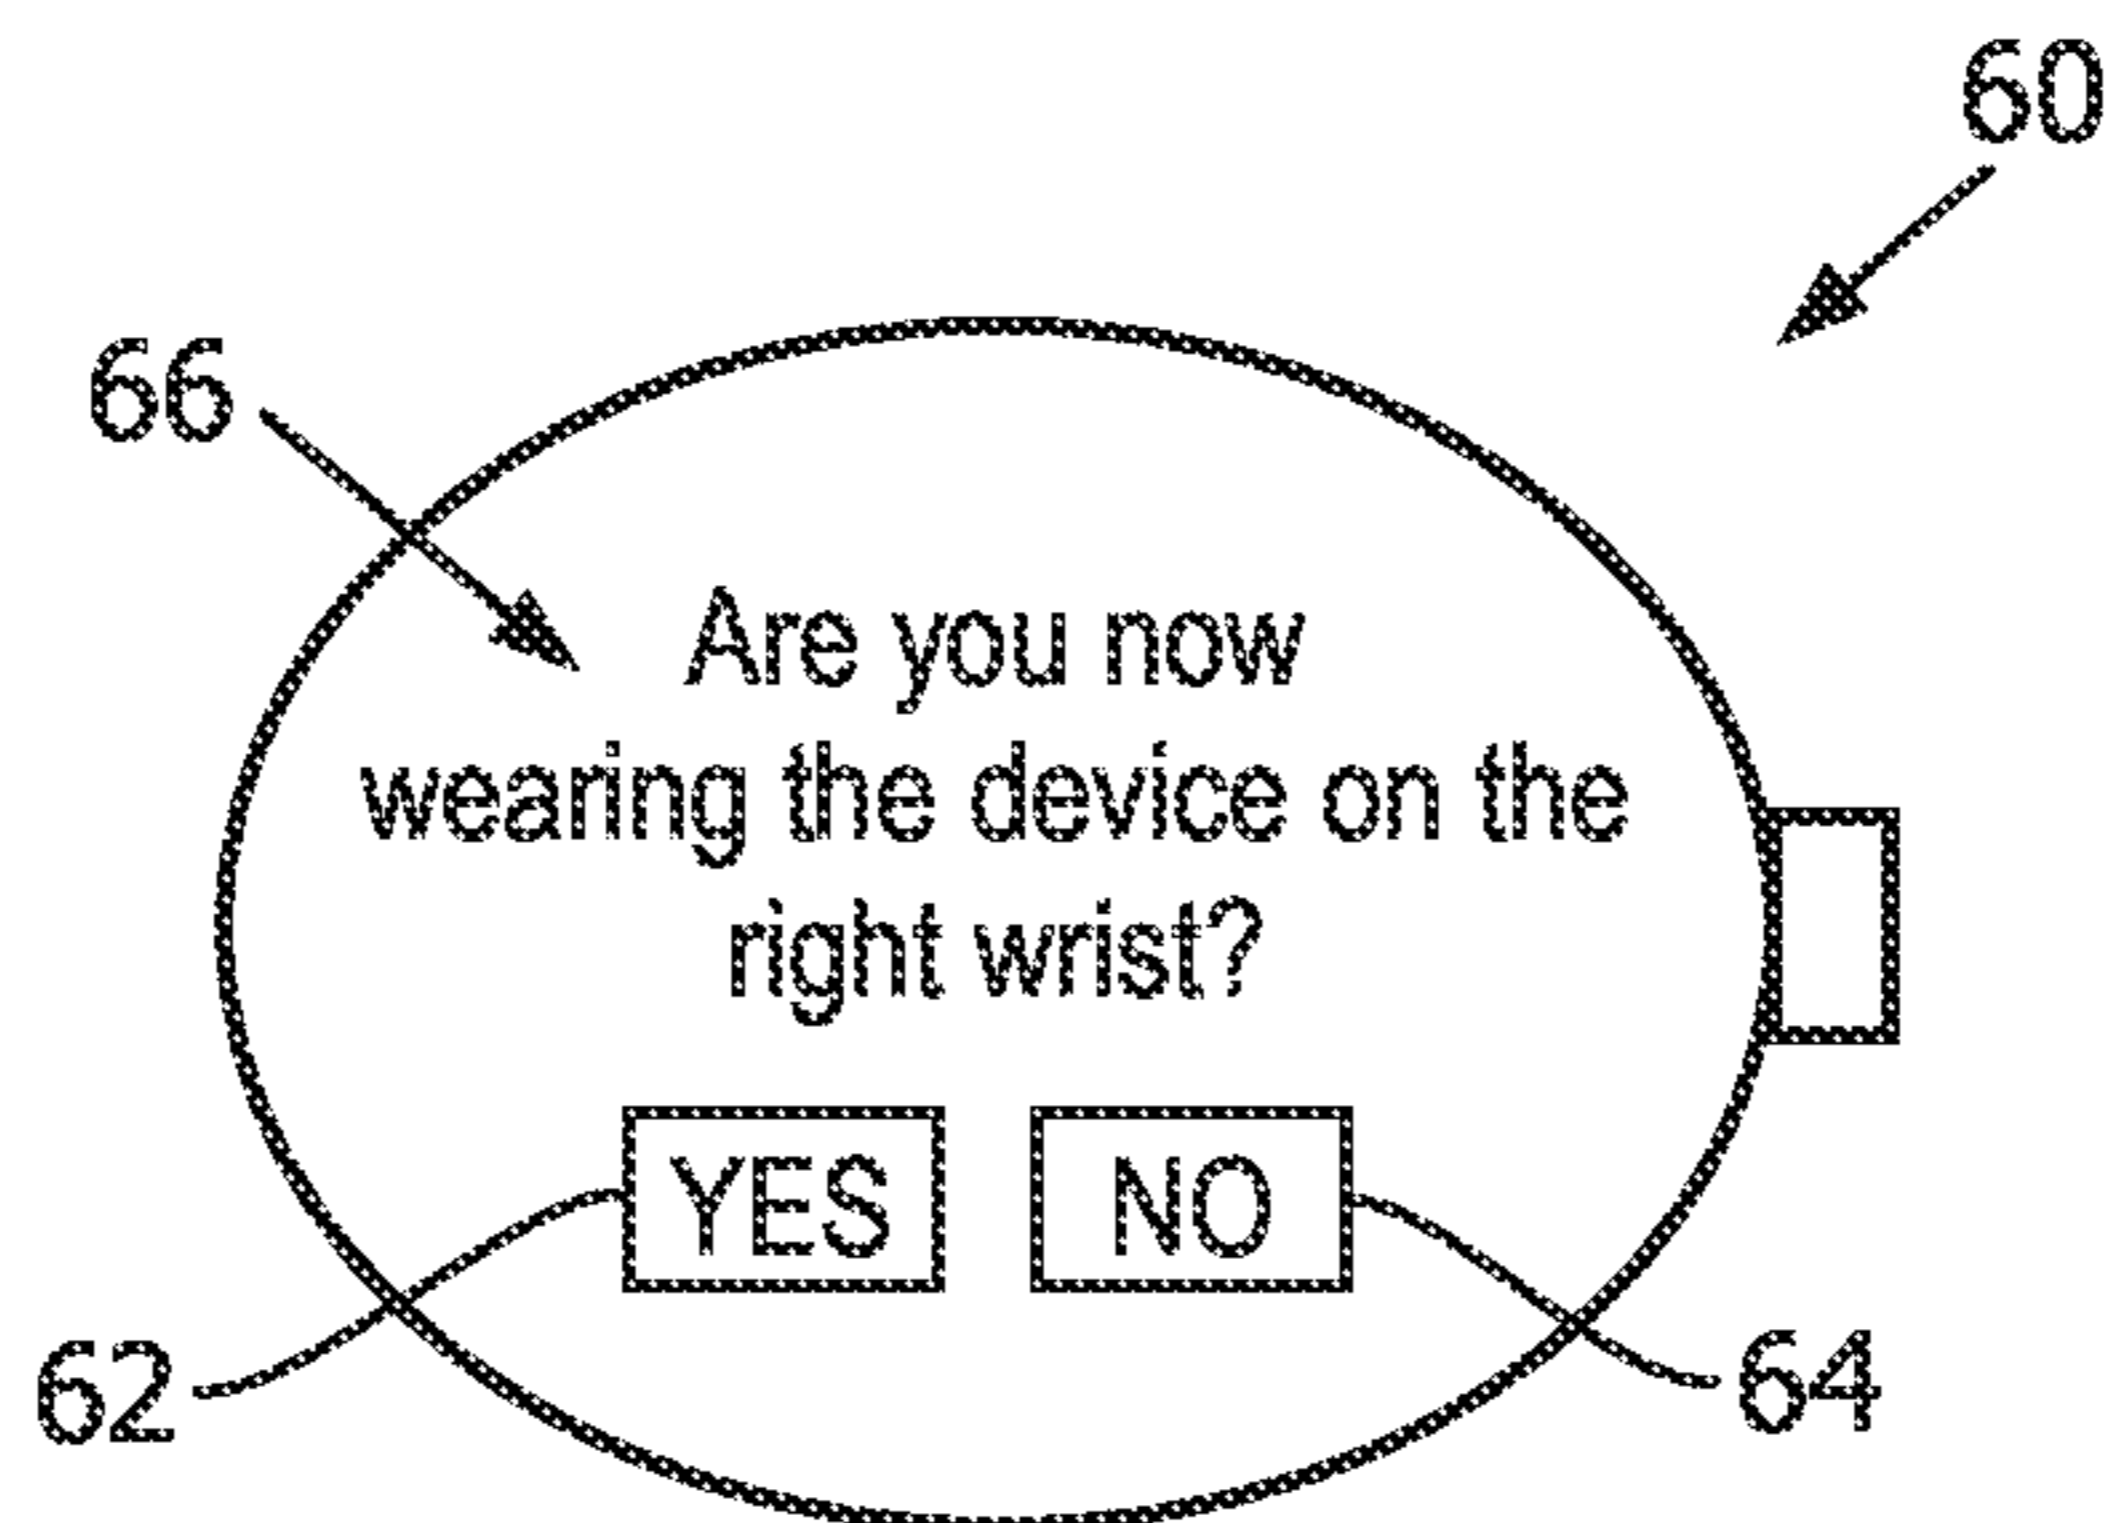 60
66
Are you now
wearing the device on the
right wrist?
YES NO
62
64